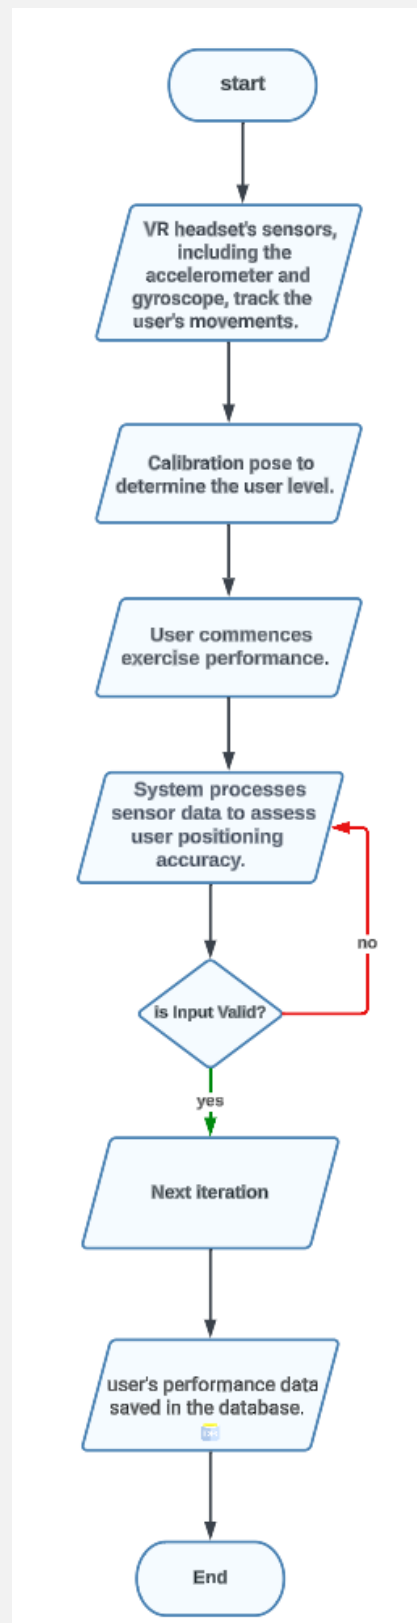 start
VR headset's sensors,
including the
accelerometer and
gyroscope, track the
user's movements.
Calibration pose to
determine the user level.
User commences
exercise performance.
System processes
sensor data to assess
user positioning
accuracy.
no
is Input Valid?
yes
Next iteration
user's performance data
saved in the database.
End